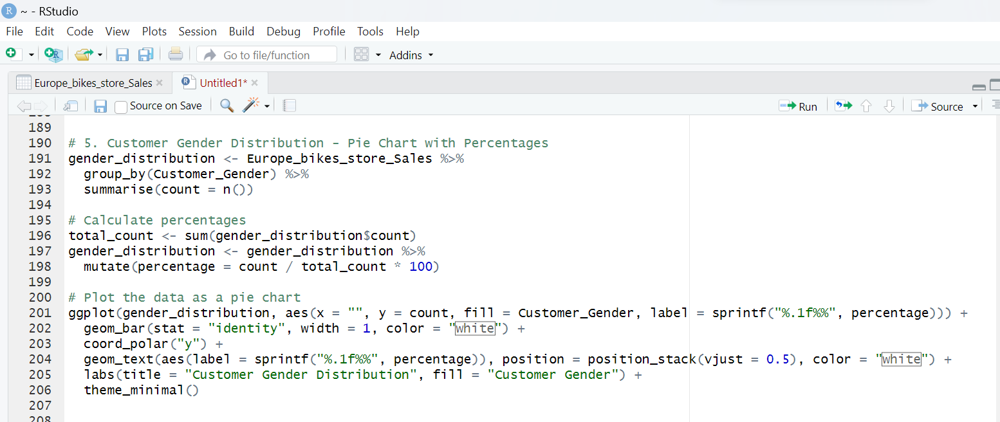 R ~ - RStudio
File Edit Code View Plots Session Build Debug Profile Tools Help
R Go to file/function Addins
Europe_bikes_store_Sales R Untitled1*
Source on Save Run Source
189
190 # 5. Customer Gender Distribution - Pie Chart with Percentages
191 gender_distribution <- Europe_bikes_store_Sales %>%
192   group_by(Customer_Gender) %>%
193   summarise(count = n())
194
195 # Calculate percentages
196 total_count <- sum(gender_distribution$count)
197 gender_distribution <- gender_distribution %>%
198   mutate(percentage = count / total_count * 100)
199
200 # Plot the data as a pie chart
201 ggplot(gender_distribution, aes(x = "", y = count, fill = Customer_Gender, label = sprintf("%.1f%%", percentage))) +
202   geom_bar(stat = "identity", width = 1, color = "white") +
203   coord_polar("y") +
204   geom_text(aes(label = sprintf("%.1f%%", percentage)), position = position_stack(vjust = 0.5), color = "white") +
205   labs(title = "Customer Gender Distribution", fill = "Customer Gender") +
206   theme_minimal()
207
208